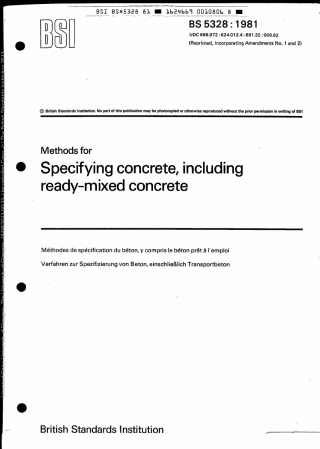 BSI BS*5328 81 ■ 1624669 0010806 8 ■
BSI
BS 5328 : 1981
UDC 666.972 : 624.012.4 : 691.32 : 006.82
(Reprinted, Incorporating Amendments No. 1 and 2)
© British Standards Institution. No part of this publication may be photocopied or otherwise reproduced without the prior permission in writing of BSI
Methods for
Specifying concrete, including
ready-mixed concrete
Méthodes de spécification du béton, y compris le béton prêt à l'emploi
Verfahren zur Spezifizierung von Beton, einschließlich Transportbeton
British Standards Institution